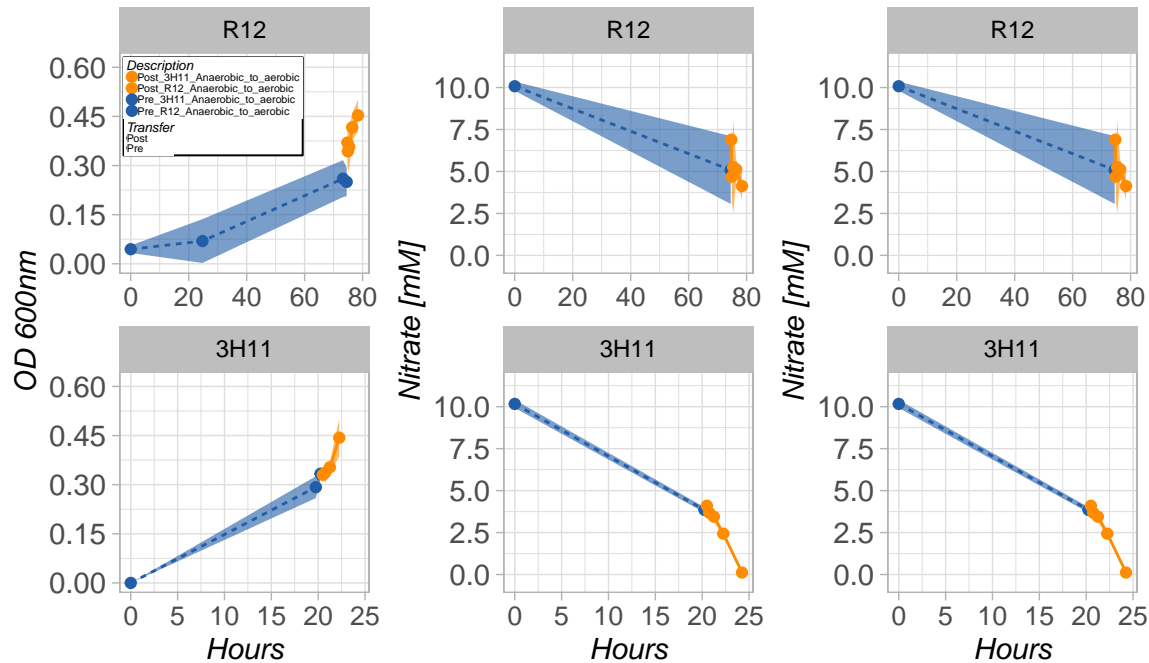 R12
R12
R12
0.60
0.45
0.30
0.15
0.00
Description
Post_3H11_Anaerobic_to_aerobic
Post_R12_Anaerobic_to_aerobic
Pre_3H11_Anaerobic_to_aerobic
Pre_R12_Anaerobic_to_aerobic
Transfer
Post
Pre
0 20 40 60 80
10.0
7.5
5.0
2.5
0.0
0 20 40 60 80
10.0
7.5
5.0
2.5
0.0
0 20 40 60 80
OD 600nm
Nitrate [mM]
Nitrate [mM]
3H11
3H11
3H11
0.60
0.45
0.30
0.15
0.00
0 5 10 15 20 25
10.0
7.5
5.0
2.5
0.0
0 5 10 15 20 25
10.0
7.5
5.0
2.5
0.0
0 5 10 15 20 25
Hours
Hours
Hours